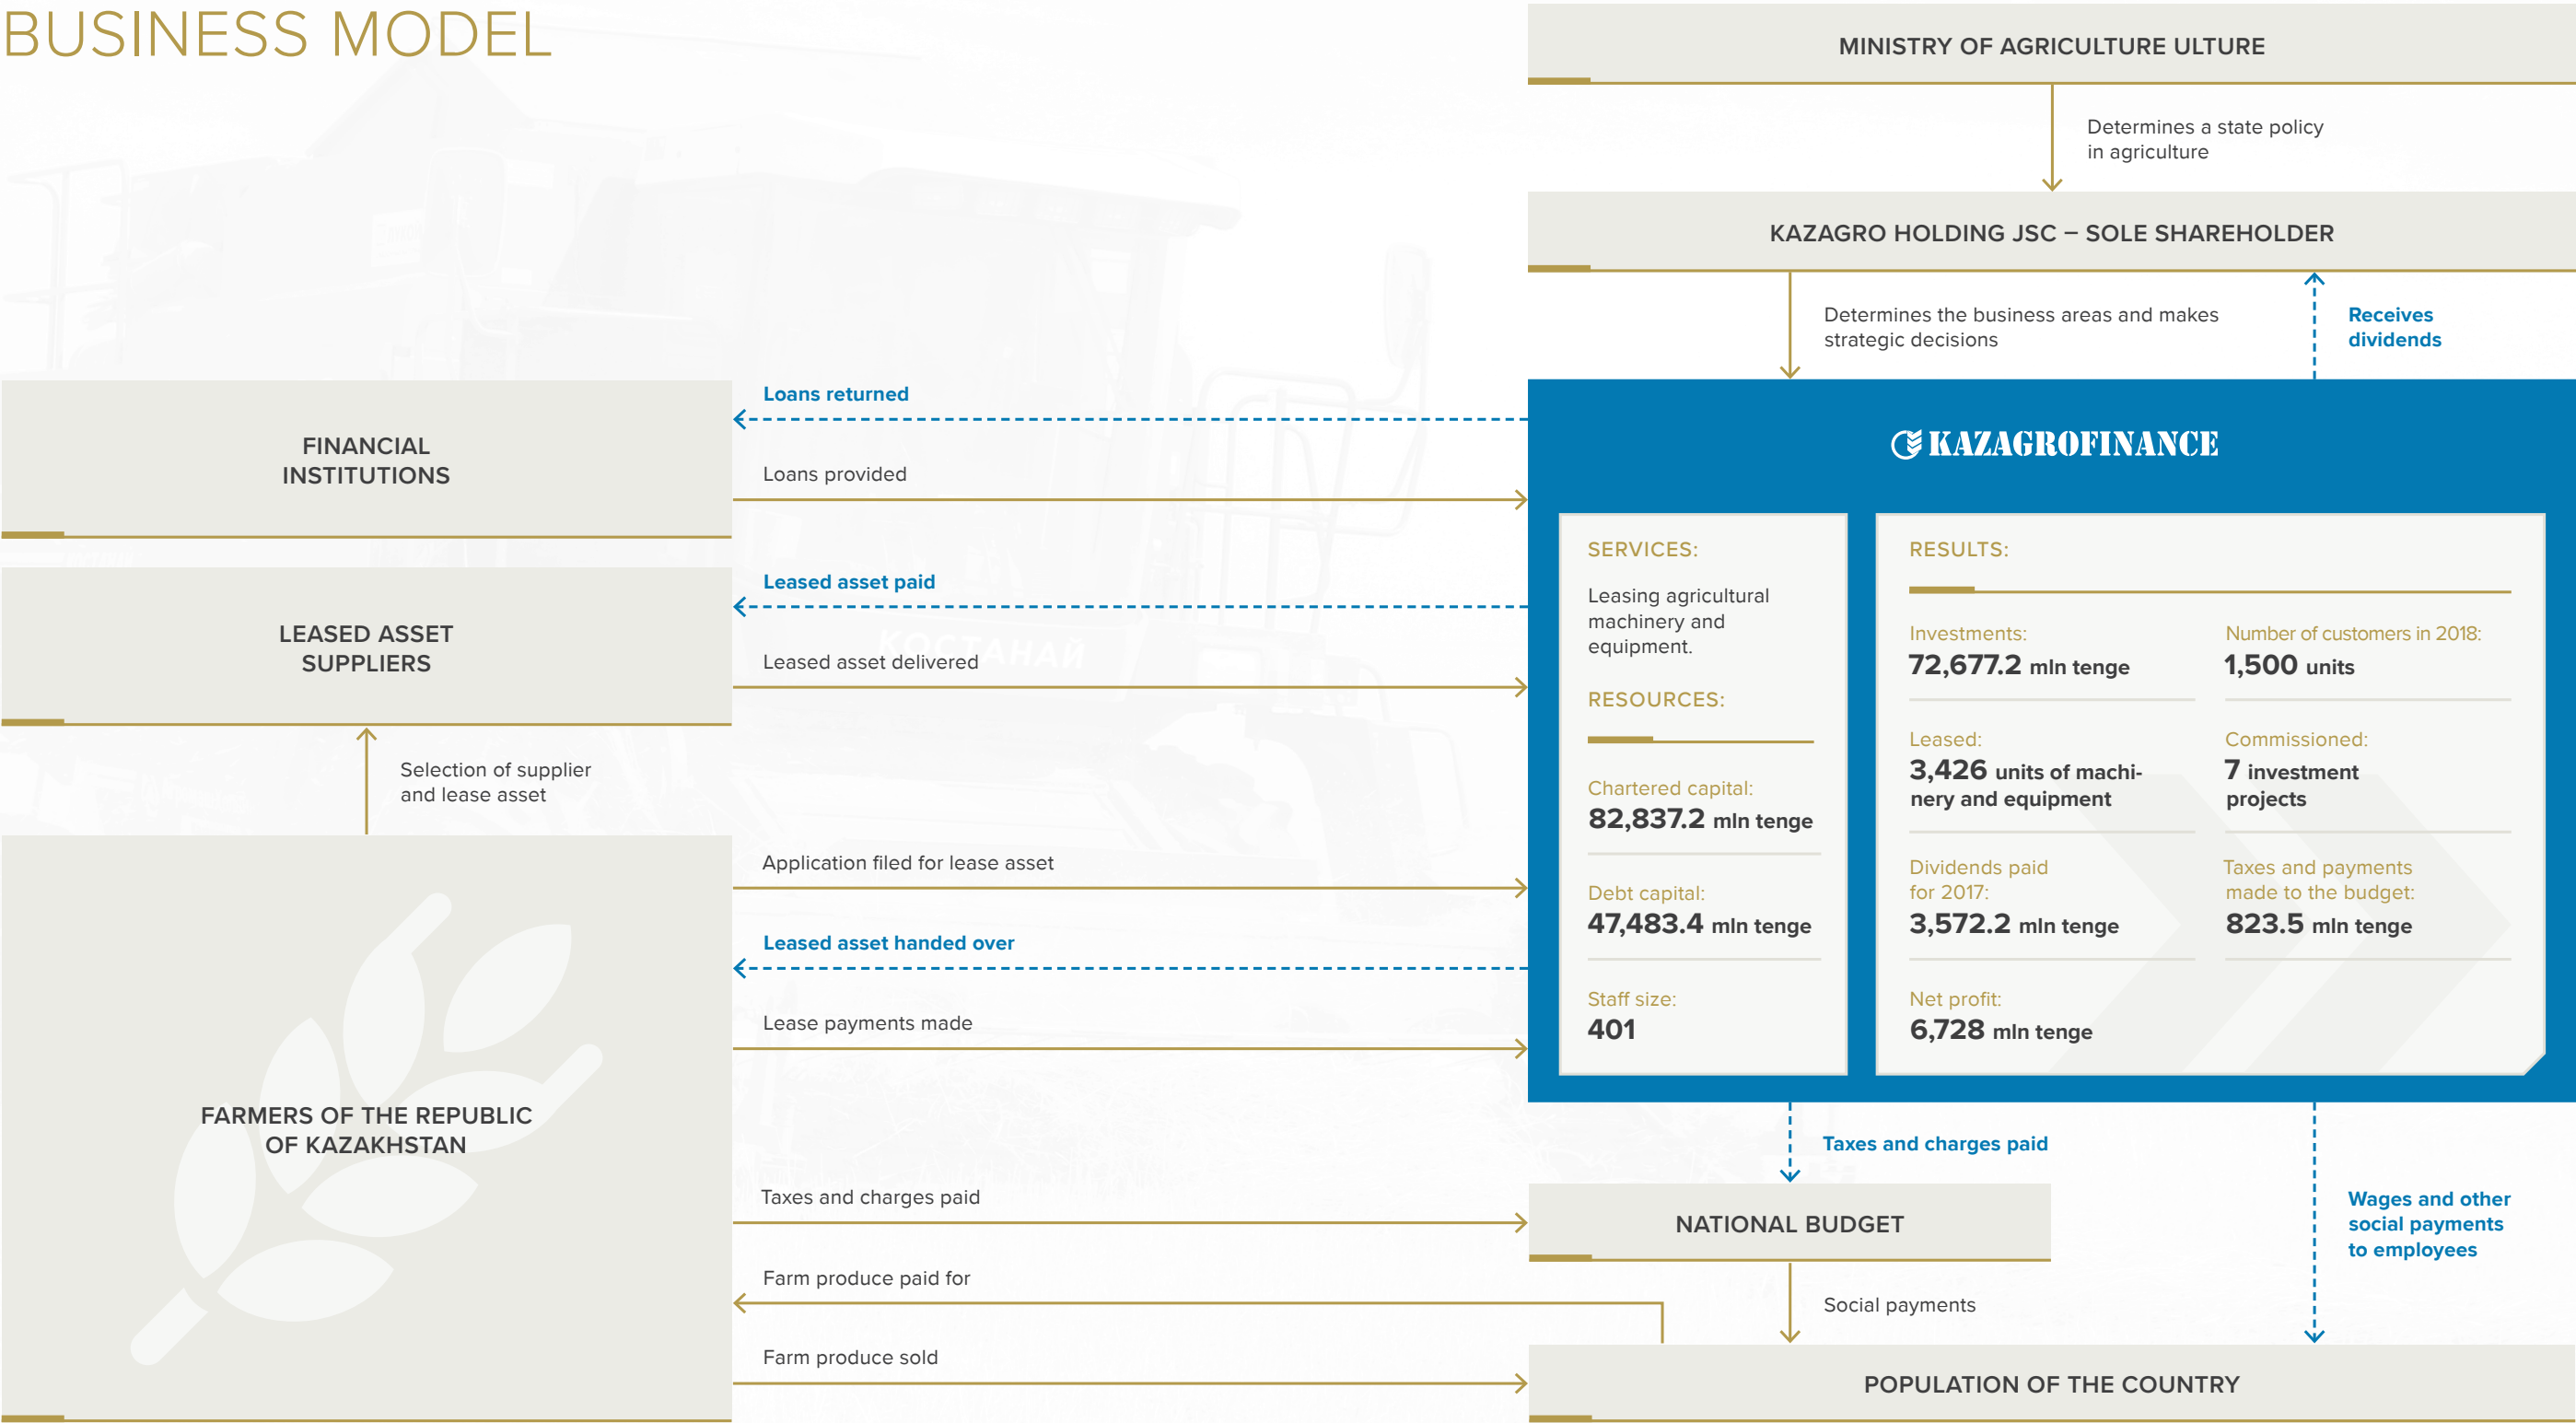 BUSINESS MODEL
MINISTRY OF AGRICULTURE ULTURE
Determines a state policy
in agriculture
KAZAGRO HOLDING JSC – SOLE SHAREHOLDER
Determines the business areas and makes
strategic decisions
Receives
dividends
FINANCIAL
INSTITUTIONS
Loans returned
Loans provided
LEASED ASSET
SUPPLIERS
Leased asset paid
Leased asset delivered
КОСТАНАЙ
Selection of supplier
and lease asset
FARMERS OF THE REPUBLIC
OF KAZAKHSTAN
Application filed for lease asset
Leased asset handed over
Lease payments made
Taxes and charges paid
Farm produce paid for
Farm produce sold
KAZAGROFINANCE
SERVICES:
Leasing agricultural
machinery and
equipment.
RESOURCES:
Chartered capital:
82,837.2 mln tenge
Debt capital:
47,483.4 mln tenge
Staff size:
401
RESULTS:
Investments:
72,677.2 mln tenge
Number of customers in 2018:
1,500 units
Leased:
3,426 units of machi-
nery and equipment
Commissioned:
7 investment
projects
Dividends paid
for 2017:
3,572.2 mln tenge
Taxes and payments
made to the budget:
823.5 mln tenge
Net profit:
6,728 mln tenge
Taxes and charges paid
NATIONAL BUDGET
Wages and other
social payments
to employees
Social payments
POPULATION OF THE COUNTRY